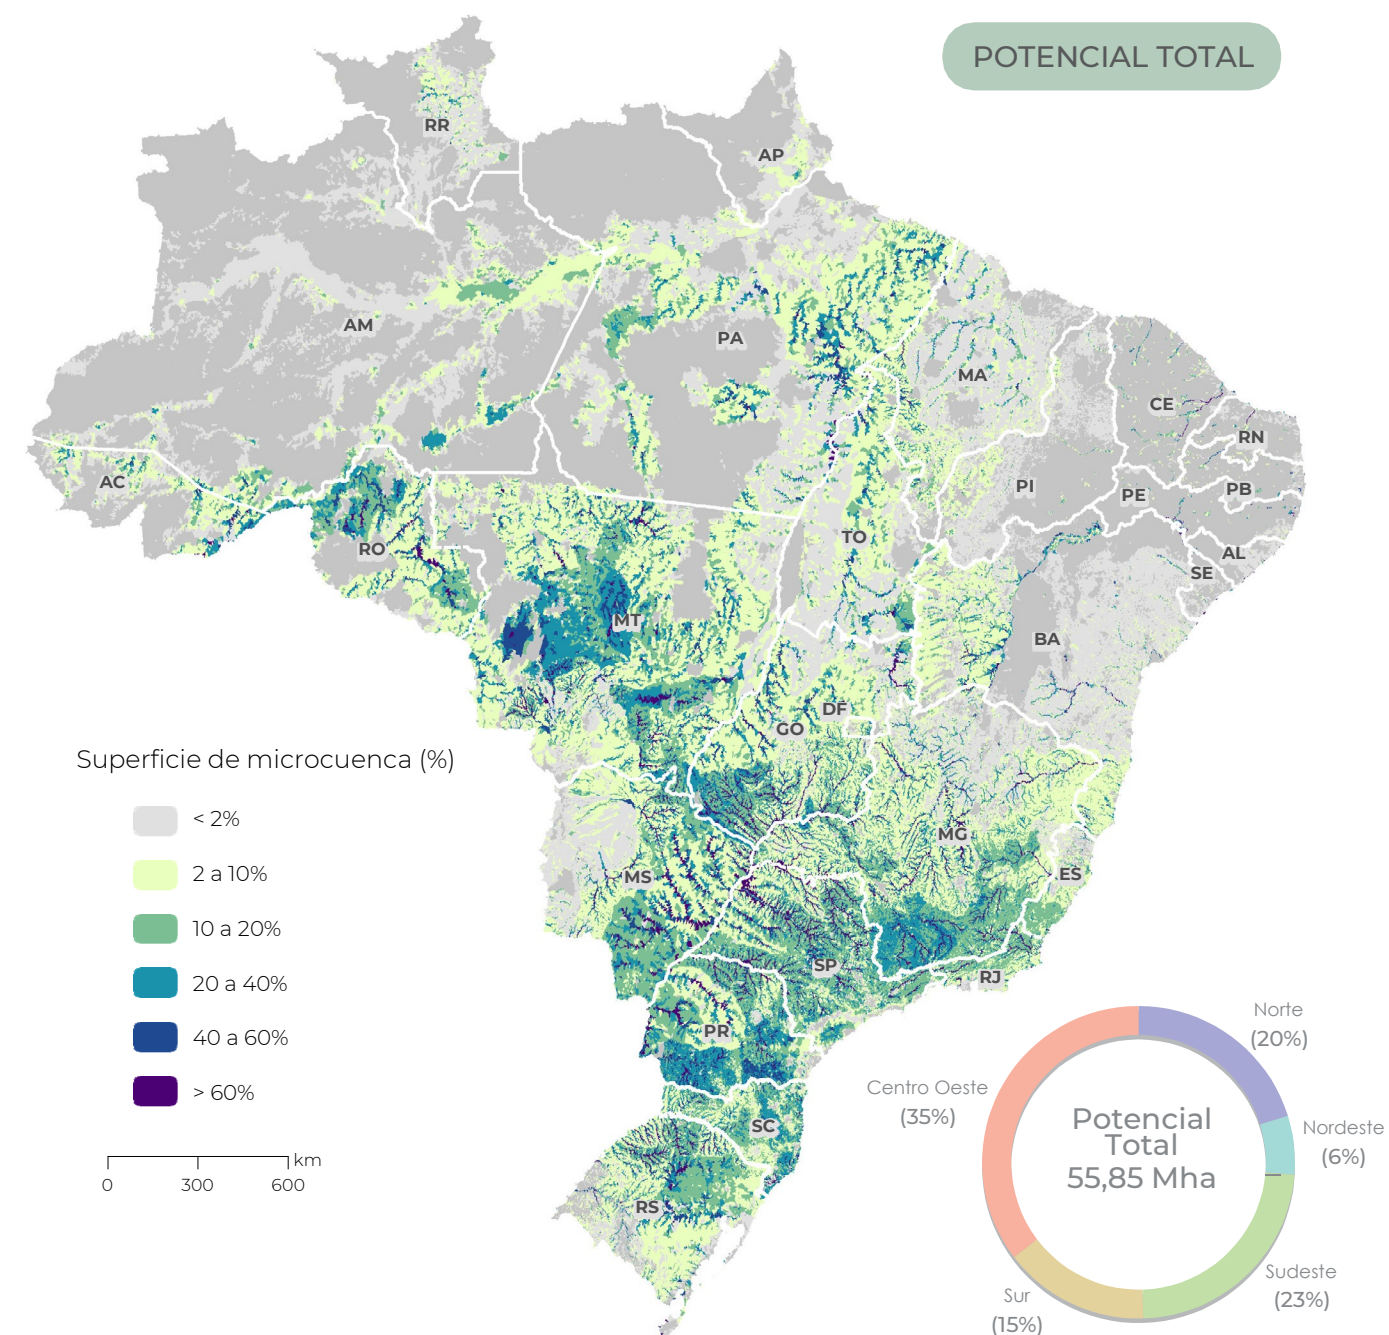 POTENCIAL TOTAL
RR
AP
AM
PA
MA
CE
RN
PB
PE
PI
AL
SE
AC
RO
TO
MT
BA
DF
GO
MG
ES
MS
SP
RJ
PR
SC
RS
Superficie de microcuenca (%)
< 2%
2 a 10%
10 a 20%
20 a 40%
40 a 60%
> 60%
km
0 300 600
Norte
(20%)
Nordeste
(6%)
Sudeste
(23%)
Sur
(15%)
Centro Oeste
(35%)
Potencial
Total
55,85 Mha